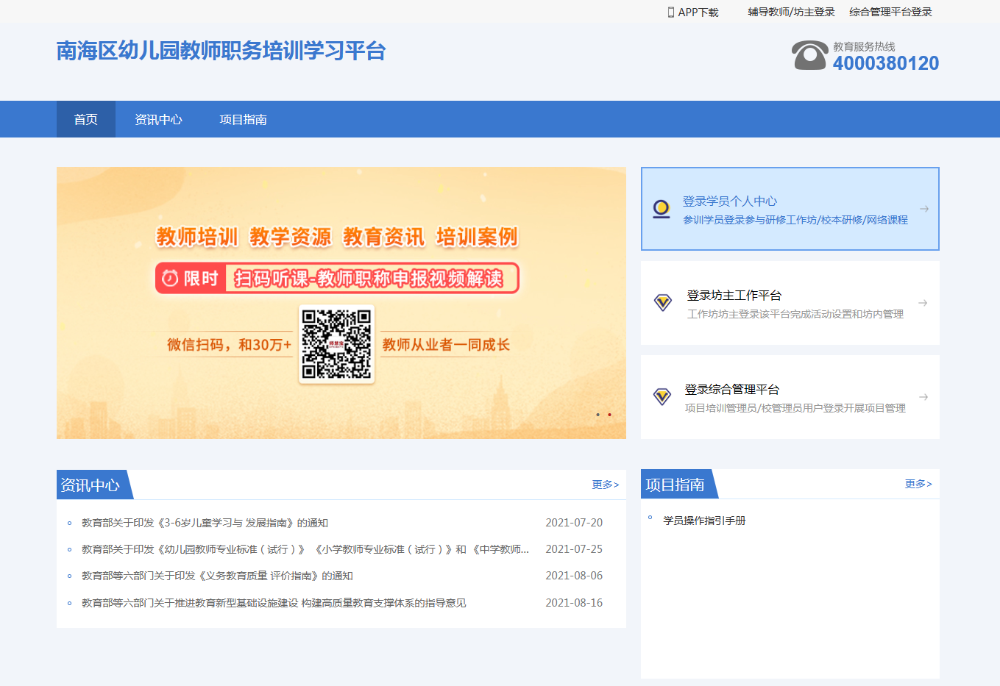 APP下载 辅导教师/坊主登录 综合管理平台登录
南海区幼儿园教师职务培训学习平台
教育服务热线
4000380120
首页 资讯中心 项目指南
教师培训 教学资源 教育资讯 培训案例
限时 扫码听课-教师职称申报视频解读
微信扫码，和30万+ 教师从业者一同成长
登录学员个人中心
参训学员登录参与研修工作坊/校本研修/网络课程
登录坊主工作平台
工作坊坊主登录该平台完成活动设置和坊内管理
登录综合管理平台
项目培训管理员/校管理员用户登录开展项目管理
资讯中心 更多>
教育部关于印发《3-6岁儿童学习与 发展指南》的通知 2021-07-20
教育部关于印发《幼儿园教师专业标准（试行）》 《小学教师专业标准（试行）》和 《中学教师... 2021-07-25
教育部等六部门关于印发《义务教育质量 评价指南》的通知 2021-08-06
教育部等六部门关于推进教育新型基础设施建设 构建高质量教育支撑体系的指导意见 2021-08-16
项目指南 更多>
学员操作指引手册